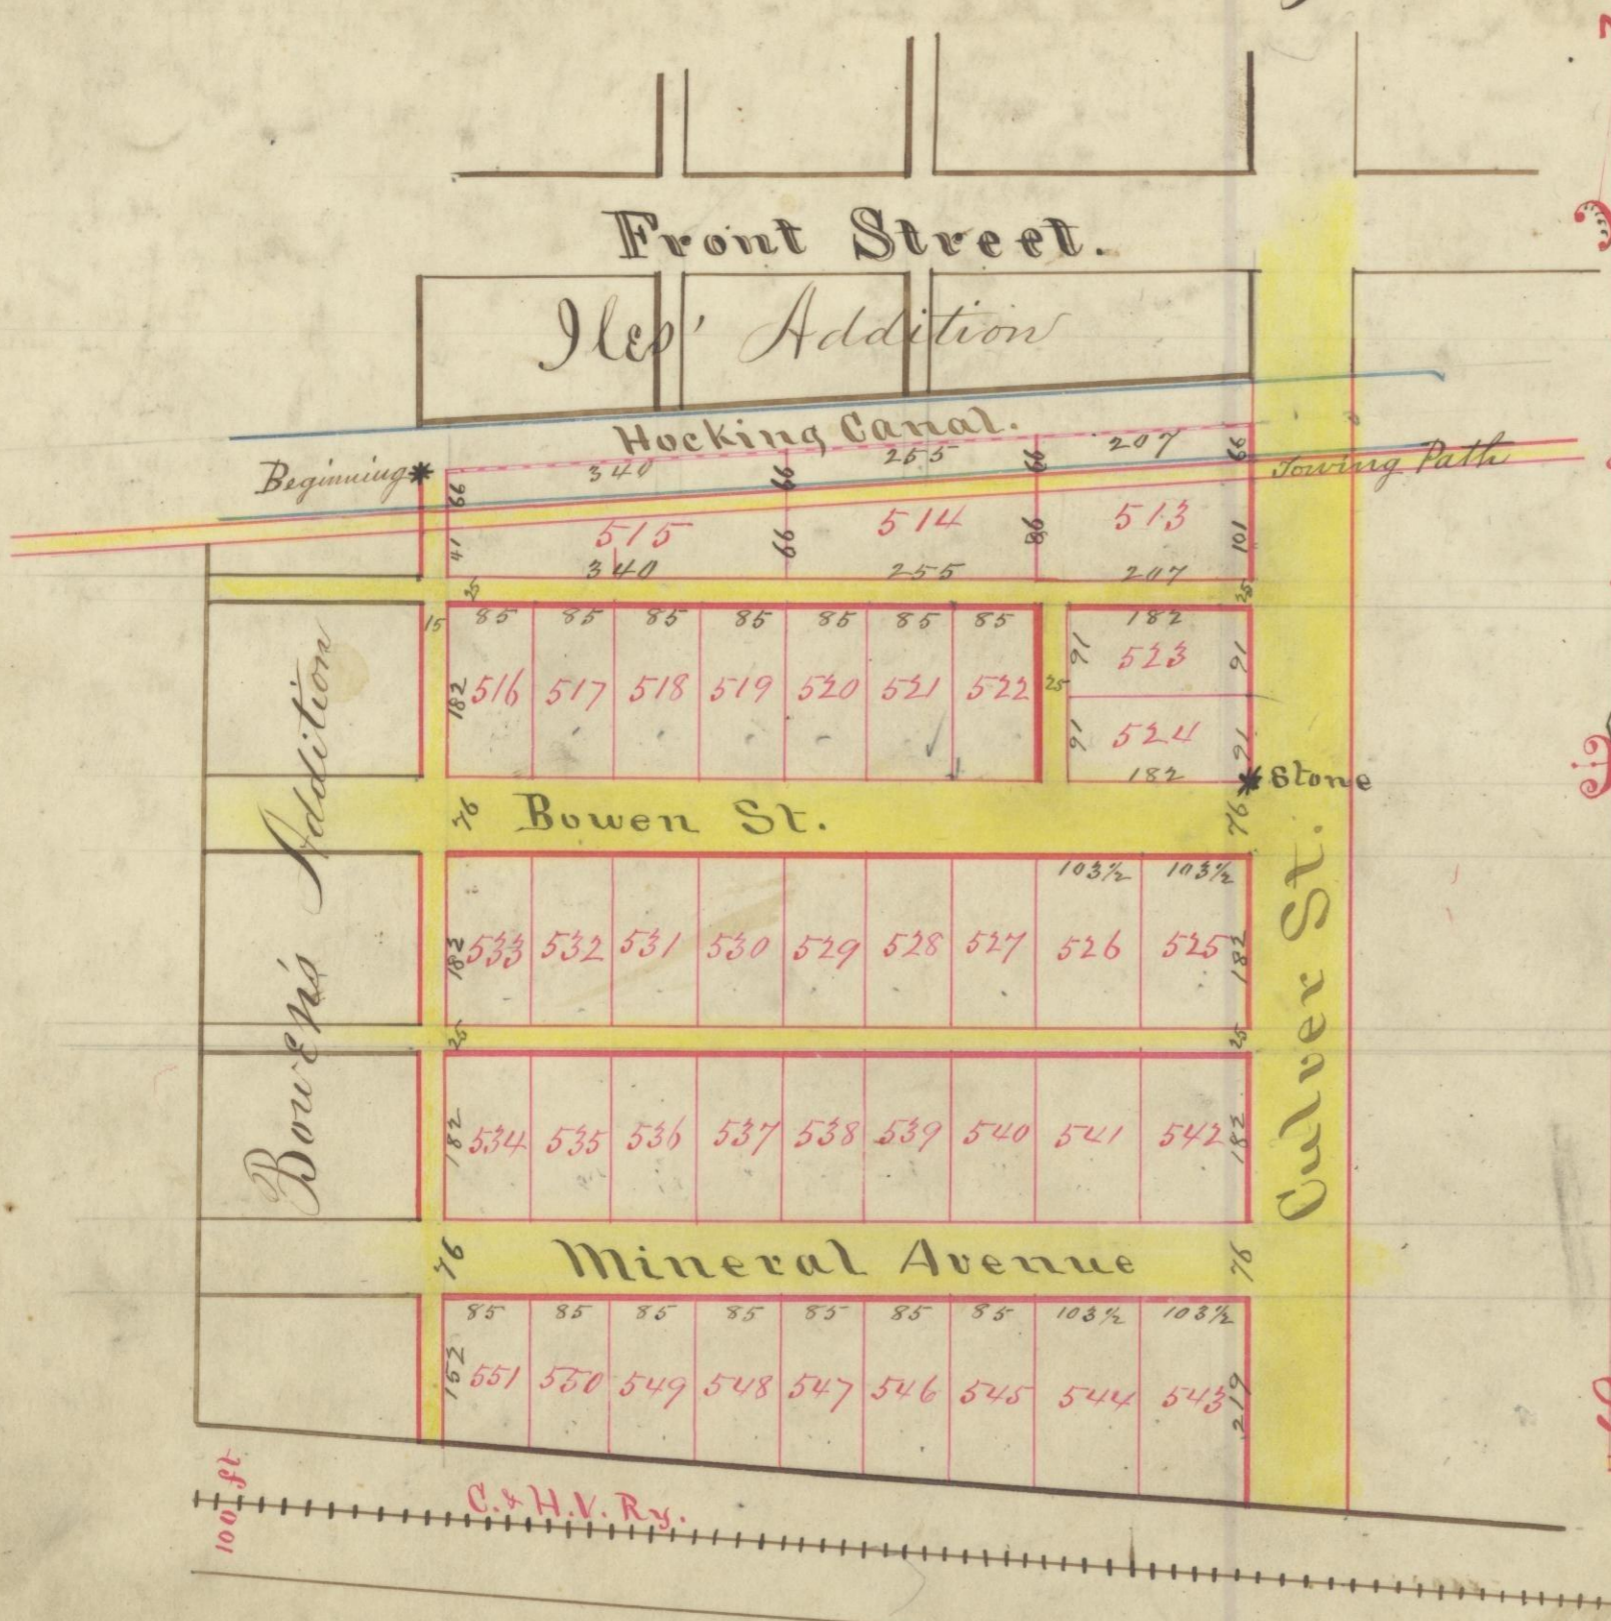 Front Street.
Iles' Addition
Hocking Canal.
Beginning
340 255 207
66 66 66 66
Towing Path
515 514 513
41 66 86 101
340 255 207
25 25
15 85 85 85 85 85 85 85 182
182 516 517 518 519 520 521 522 25 91 523 91
91 524 91
182
Stone
76 Bowen St. 76
103½ 103½
182 533 532 531 530 529 528 527 526 525 182
25 25
182 534 535 536 537 538 539 540 541 542 182
76 Mineral Avenue 76
85 85 85 85 85 85 85 103½ 103½
152 551 550 549 548 547 546 545 544 543 219
Bowen's Addition
Culver St.
C. & H.V. Ry.
100 ft